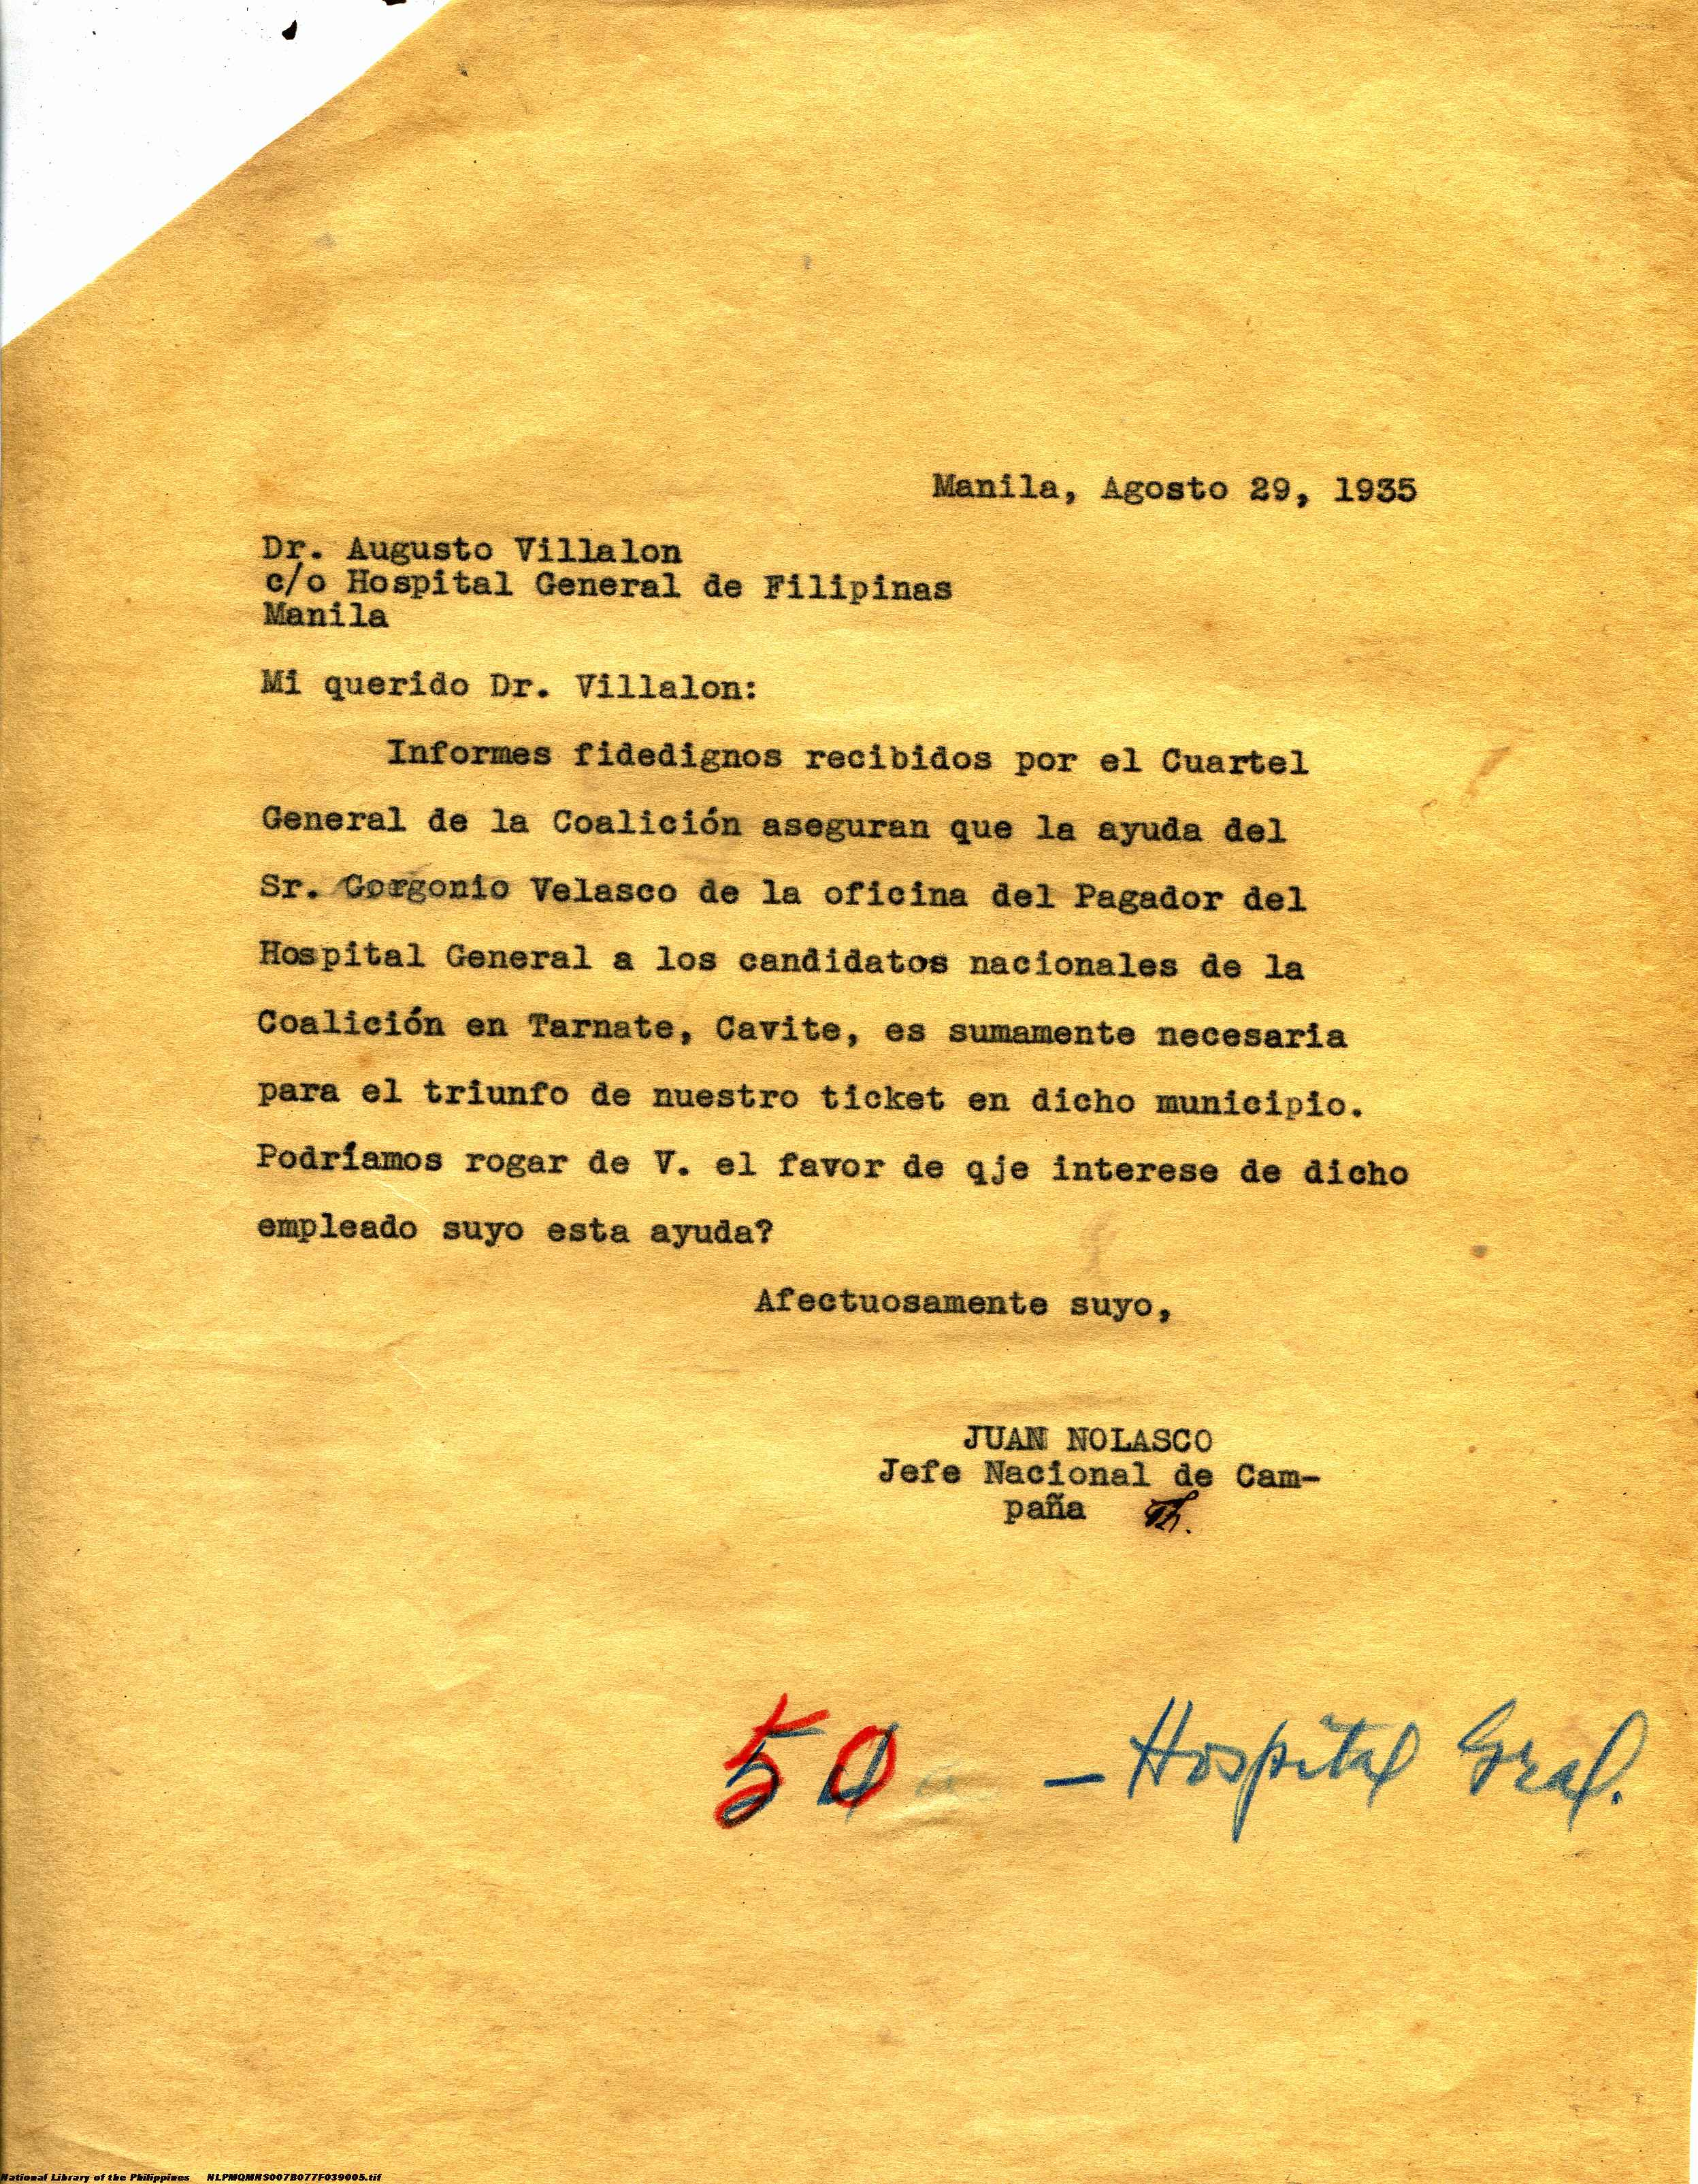 Manila, Agosto 29, 1935
Dr. Augusto Villalon
c/o Hospital General de Filipinas
Manila
Mi querido Dr. Villalon:
Informes fidedignos recibidos por el Cuartel
General de la Coalición aseguran que la ayuda del
Sr. Gorgonio Velasco de la oficina del Pagador del
Hospital General a los candidatos nacionales de la
Coalición en Tarnate, Cavite, es sumamente necesaria
para el triunfo de nuestro ticket en dicho municipio.
Podríamos rogar de V. el favor de qje interese de dicho
empleado suyo esta ayuda?
Afectuosamente suyo,
JUAN NOLASCO
Jefe Nacional de Cam-
paña
50 - Hospital Gral.
National Library of the Philippines NLPMQMNS007B077F039005.tif